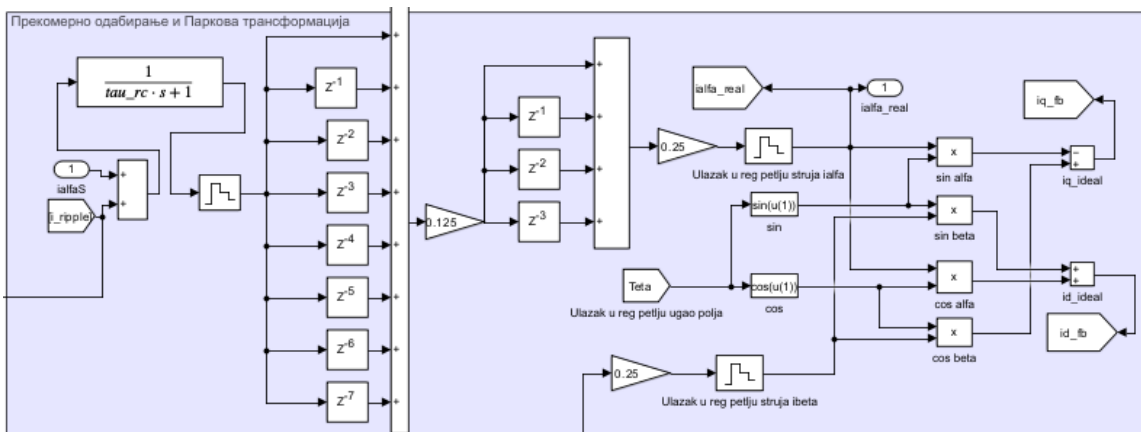 Прекомерно одабирање и Паркова трансформација
1
tau_rc · s + 1
1
ialfaS
i_ripple
+
+
Z-1
Z-2
Z-3
Z-4
Z-5
Z-6
Z-7
+
+
+
+
+
+
+
+
0.125
Z-1
Z-2
Z-3
+
+
+
+
0.25
Ulazak u reg petlju struja ialfa
ialfa_real
1
ialfa_real
Teta
Ulazak u reg petlju ugao polja
sin(u(1))
sin
cos(u(1))
cos
0.25
Ulazak u reg petlju struja ibeta
x
sin alfa
x
sin beta
x
cos alfa
x
cos beta
iq_fb
−
+
iq_ideal
+
+
id_ideal
id_fb